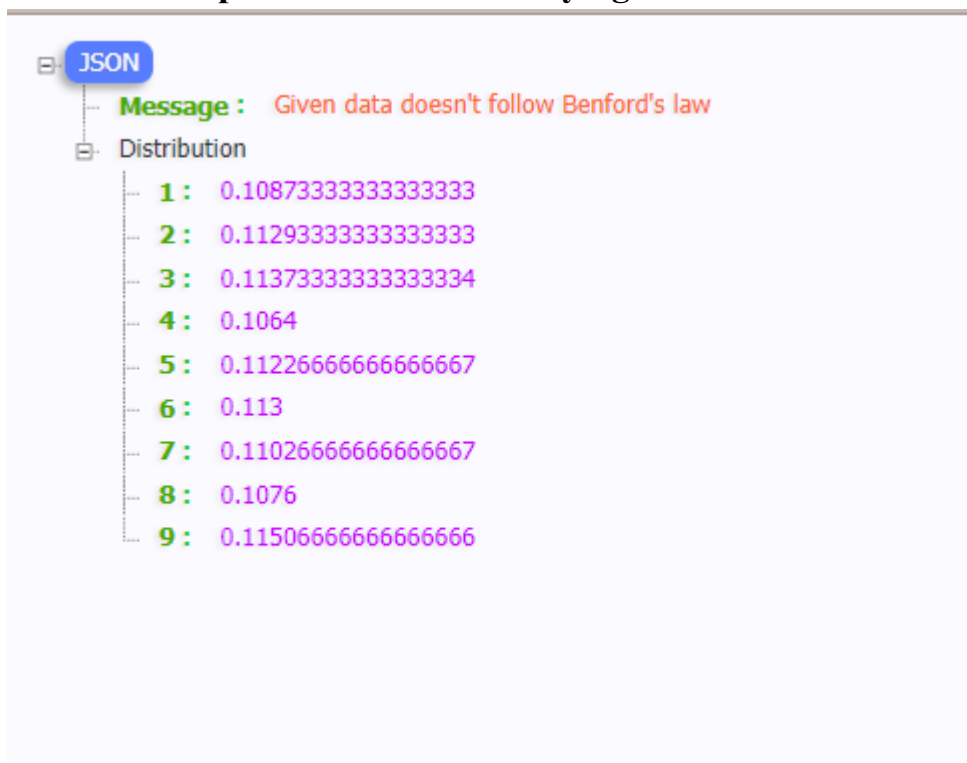 JSON
Message : Given data doesn't follow Benford's law
Distribution
1 : 0.10873333333333333
2 : 0.11293333333333333
3 : 0.11373333333333334
4 : 0.1064
5 : 0.11226666666666667
6 : 0.113
7 : 0.11026666666666667
8 : 0.1076
9 : 0.11506666666666666